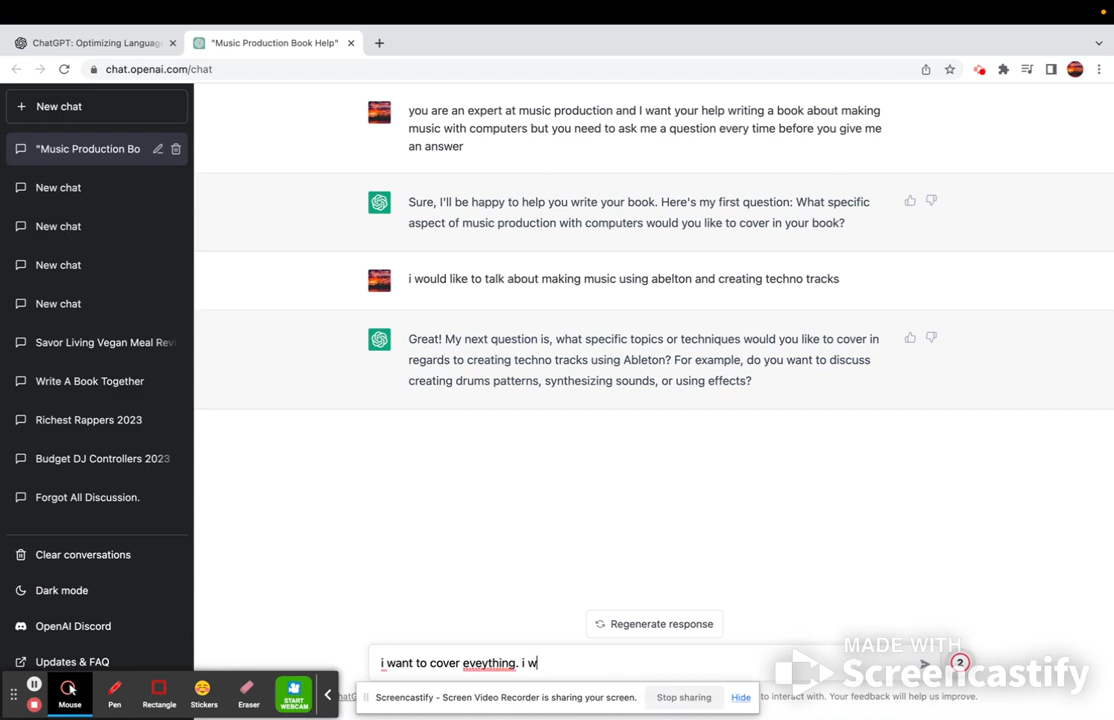 ChatGPT: Optimizing Languag
"Music Production Book Help"
chat.openai.com/chat
New chat
"Music Production Bo
New chat
New chat
New chat
New chat
Savor Living Vegan Meal Revi
Write A Book Together
Richest Rappers 2023
Budget DJ Controllers 2023
Forgot All Discussion.
Clear conversations
Dark mode
OpenAI Discord
Updates & FAQ
you are an expert at music production and I want your help writing a book about making
music with computers but you need to ask me a question every time before you give me
an answer
Sure, I'll be happy to help you write your book. Here's my first question: What specific
aspect of music production with computers would you like to cover in your book?
i would like to talk about making music using abelton and creating techno tracks
Great! My next question is, what specific topics or techniques would you like to cover in
regards to creating techno tracks using Ableton? For example, do you want to discuss
creating drums patterns, synthesizing sounds, or using effects?
Regenerate response
i want to cover eveything. i w
MADE WITH
Screencastify
2
Mouse
Pen
Rectangle
Stickers
Eraser
START
WEBCAM
Screencastify - Screen Video Recorder is sharing your screen.
Stop sharing
Hide
to interact with. Your feedback will help us improve.